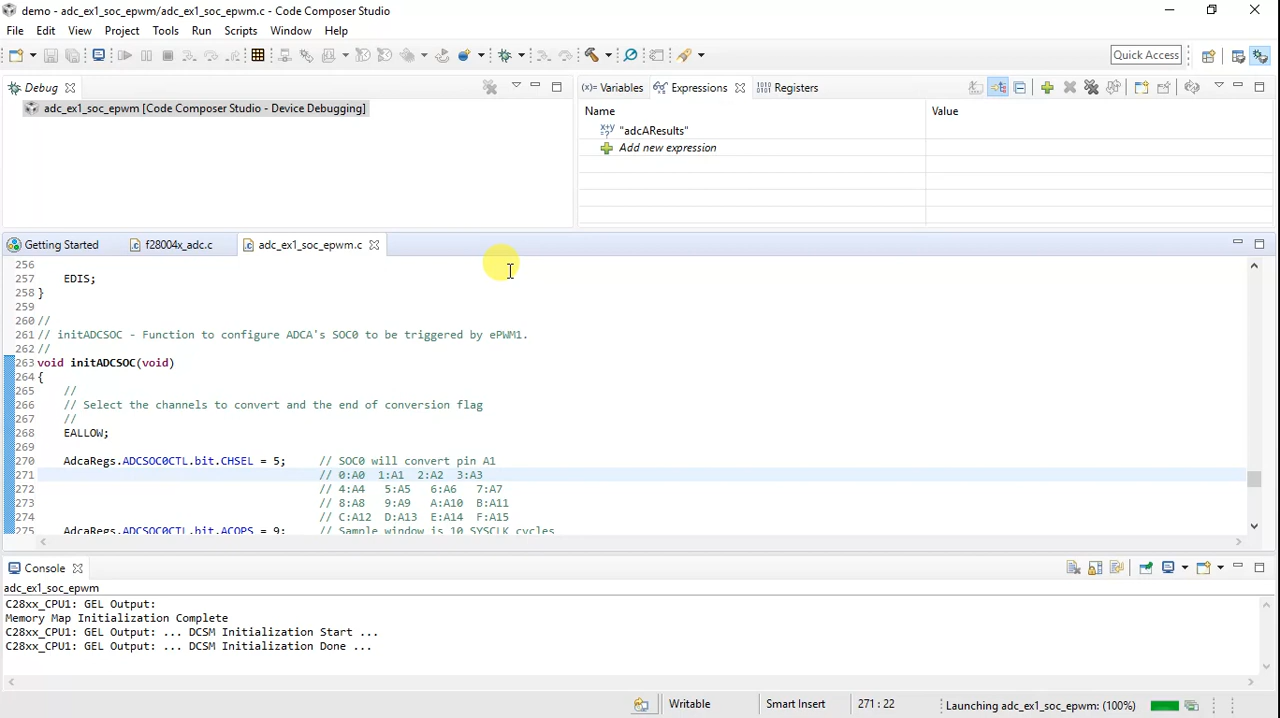 demo - adc_ex1_soc_epwm/adc_ex1_soc_epwm.c - Code Composer Studio
File Edit View Project Tools Run Scripts Window Help
Quick Access
Debug
(x)= Variables Expressions 1010 0101 Registers
adc_ex1_soc_epwm [Code Composer Studio - Device Debugging]
Name Value
"adcAResults"
Add new expression
Getting Started f28004x_adc.c adc_ex1_soc_epwm.c
256
257 EDIS;
258 }
259
260 //
261 // initADCSOC - Function to configure ADCA's SOC0 to be triggered by ePWM1.
262 //
263 void initADCSOC(void)
264 {
265 //
266 // Select the channels to convert and the end of conversion flag
267 //
268 EALLOW;
269
270 AdcaRegs.ADCSOC0CTL.bit.CHSEL = 5; // SOC0 will convert pin A1
271 // 0:A0 1:A1 2:A2 3:A3
272 // 4:A4 5:A5 6:A6 7:A7
273 // 8:A8 9:A9 A:A10 B:A11
274 // C:A12 D:A13 E:A14 F:A15
275 AdcaRegs.ADCSOC0CTL.bit.ACQPS = 9; // Sample window is 10 SYSCLK cycles
Console
adc_ex1_soc_epwm
C28xx_CPU1: GEL Output:
Memory Map Initialization Complete
C28xx_CPU1: GEL Output: ... DCSM Initialization Start ...
C28xx_CPU1: GEL Output: ... DCSM Initialization Done ...
Writable Smart Insert 271 : 22 Launching adc_ex1_soc_epwm: (100%)